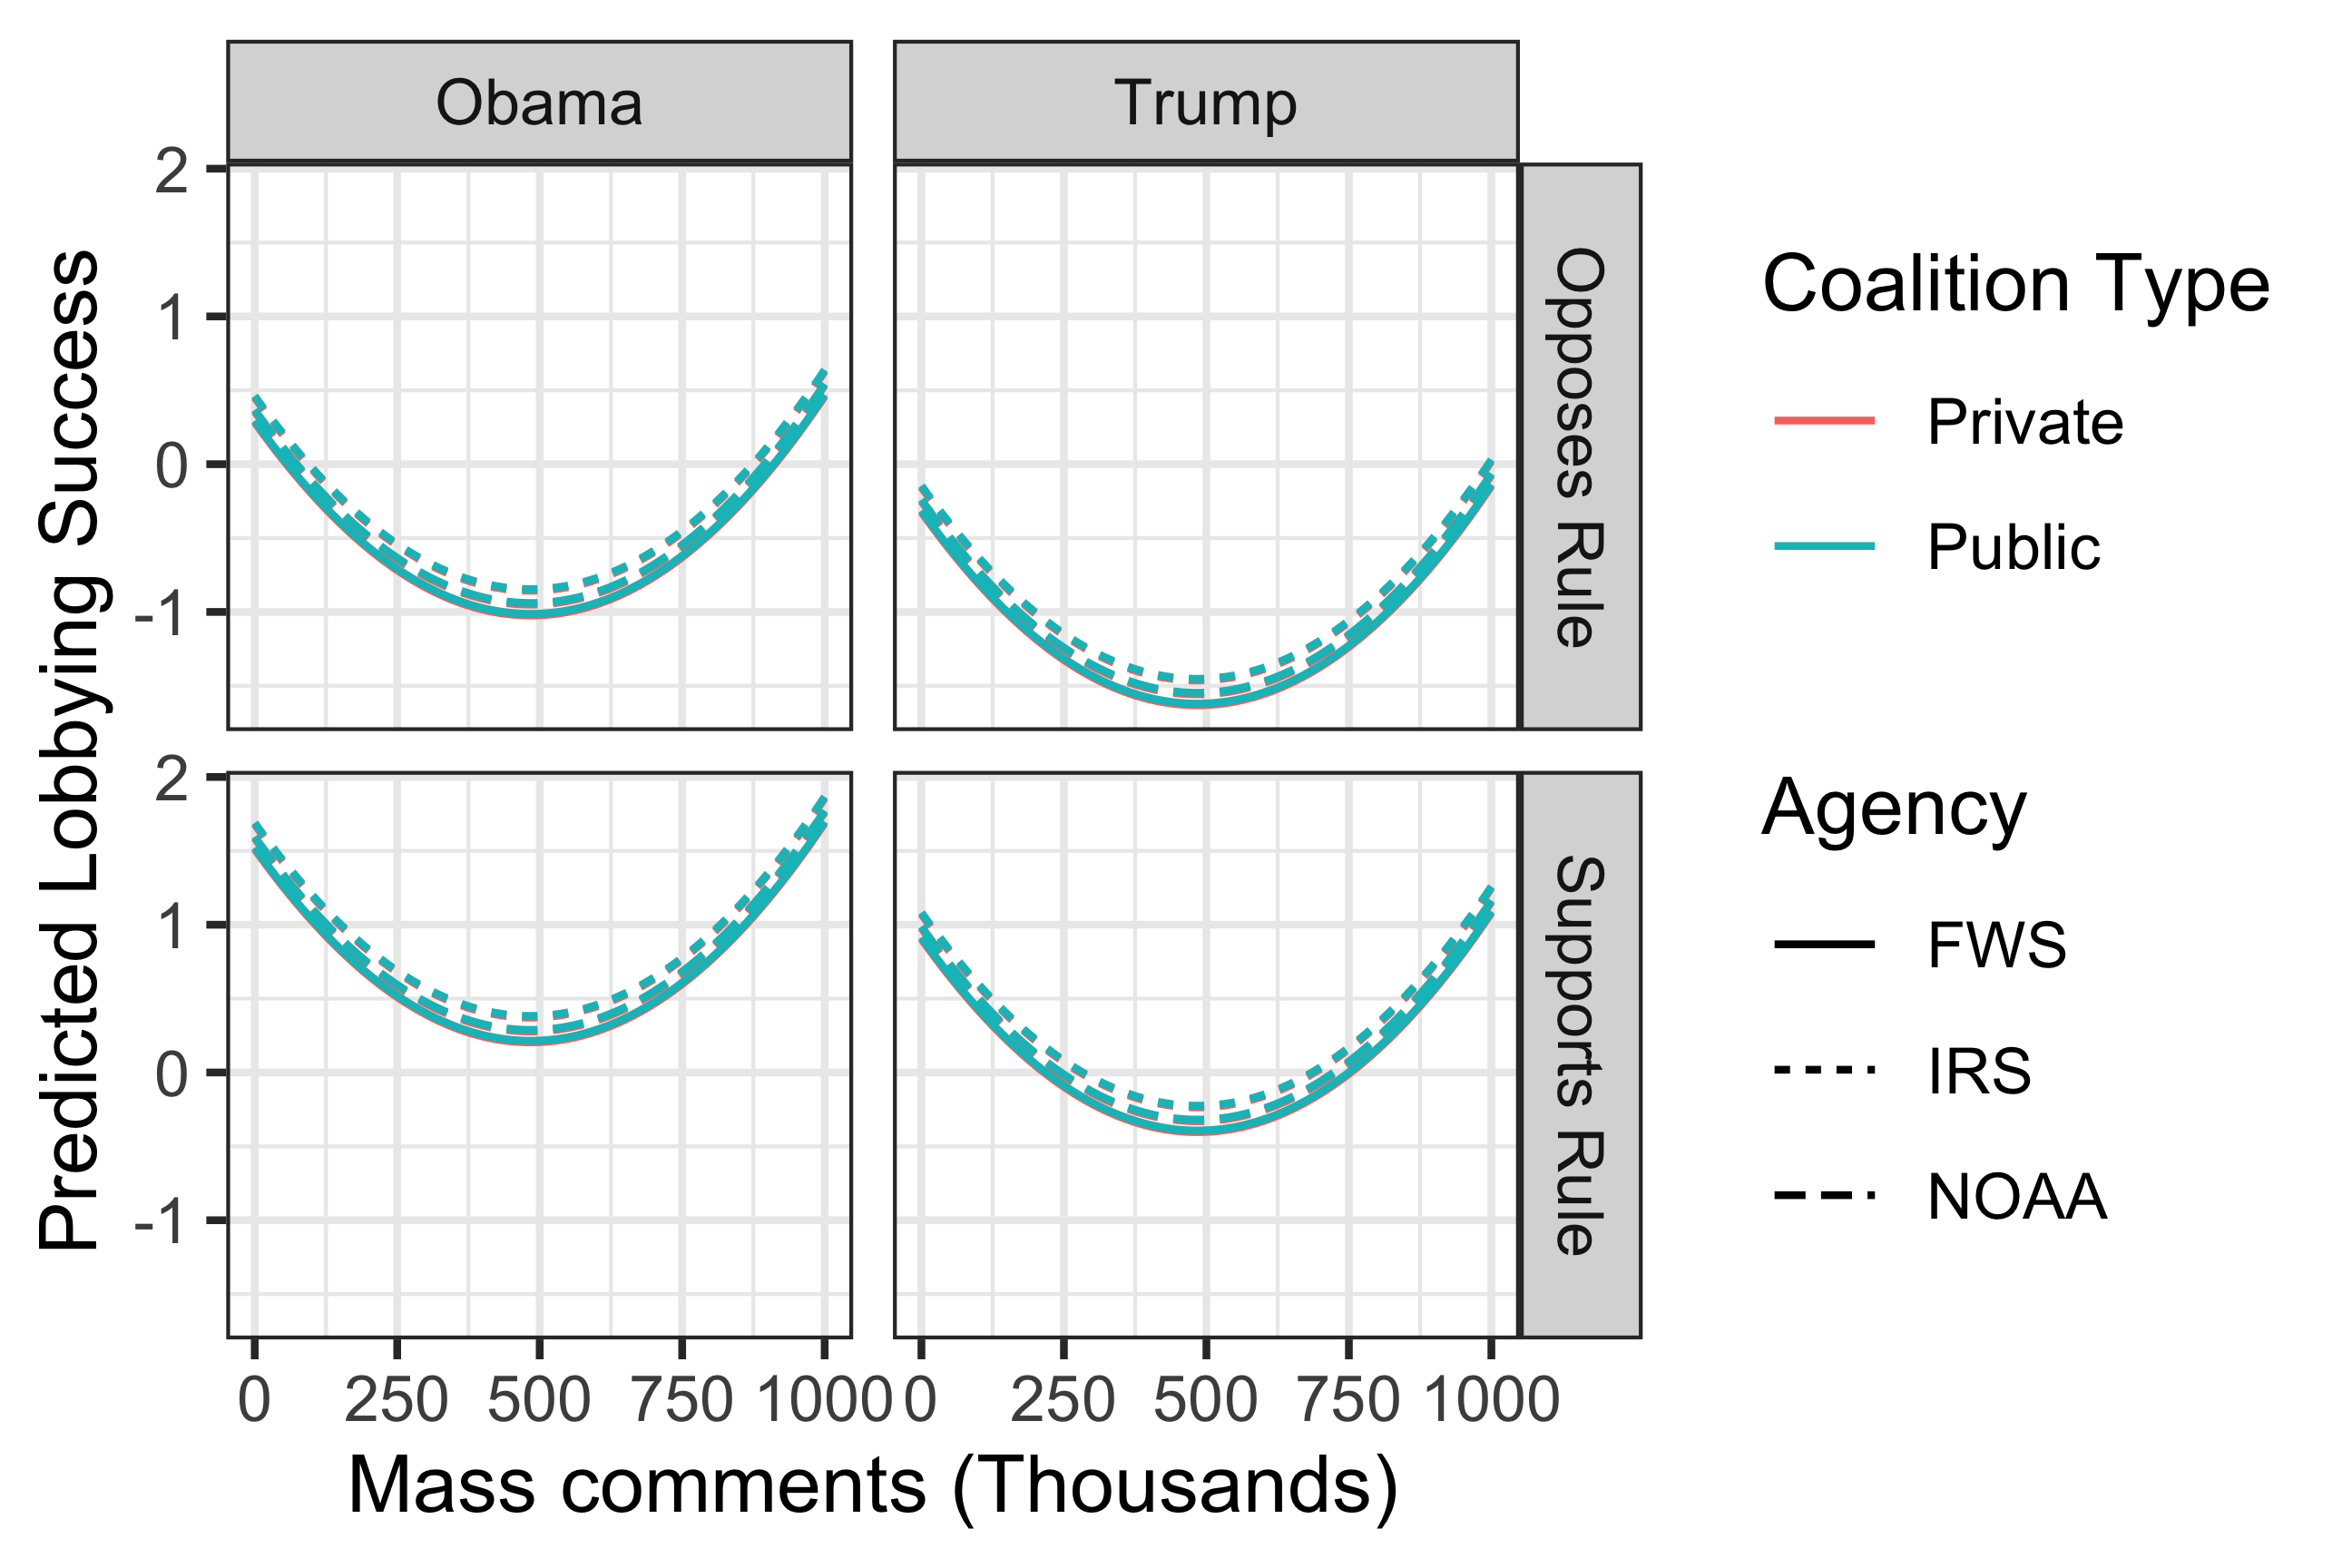 Obama
Trump
2
1
0
-1
Opposes Rule
2
1
0
-1
Supports Rule
0 250 500 750 1000 0 250 500 750 1000
Mass comments (Thousands)
Predicted Lobbying Success
Coalition Type
Private
Public
Agency
FWS
IRS
NOAA